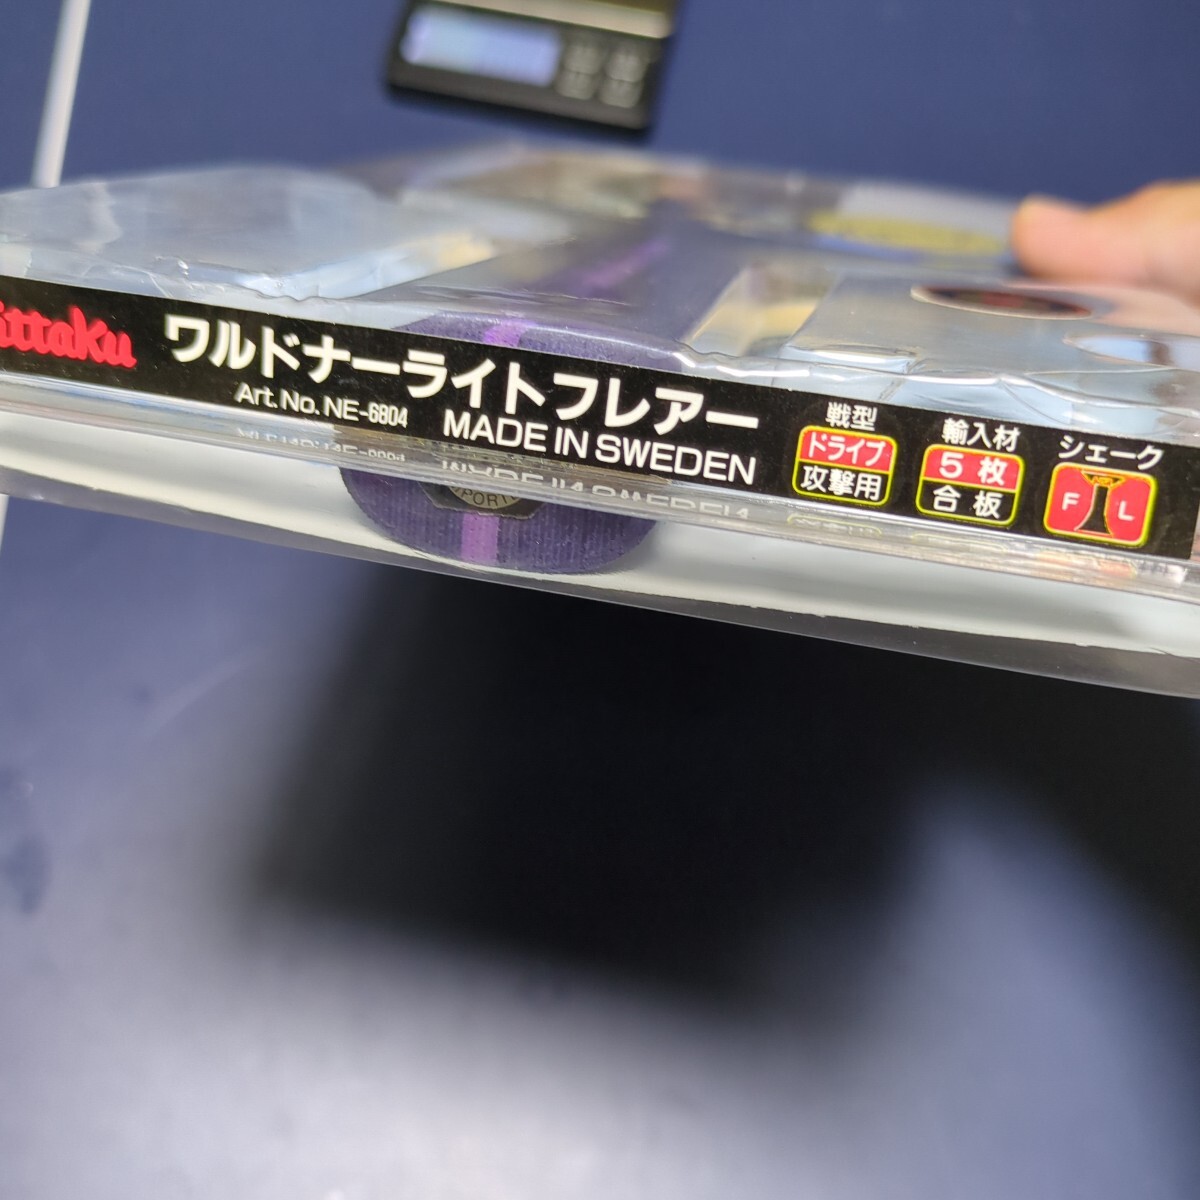 ittaku
ワルドナーライトフレアー
Art.No.NE-6804 MADE IN SWEDEN
戦型
ドライブ
攻撃用
輸入材
5枚
合板
シェーク
F L
PORT